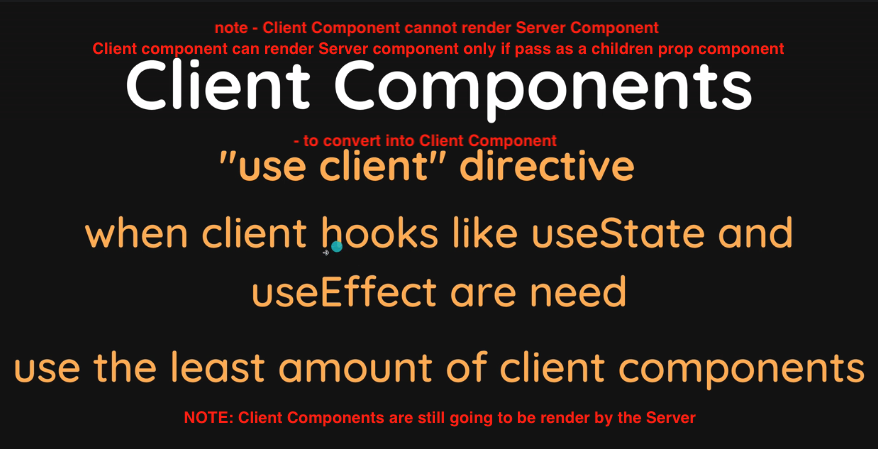 note - Client Component cannot render Server Component
Client component can render Server component only if pass as a children prop component
Client Components
- to convert into Client Component
"use client" directive
when client hooks like useState and
useEffect are need
use the least amount of client components
NOTE: Client Components are still going to be render by the Server